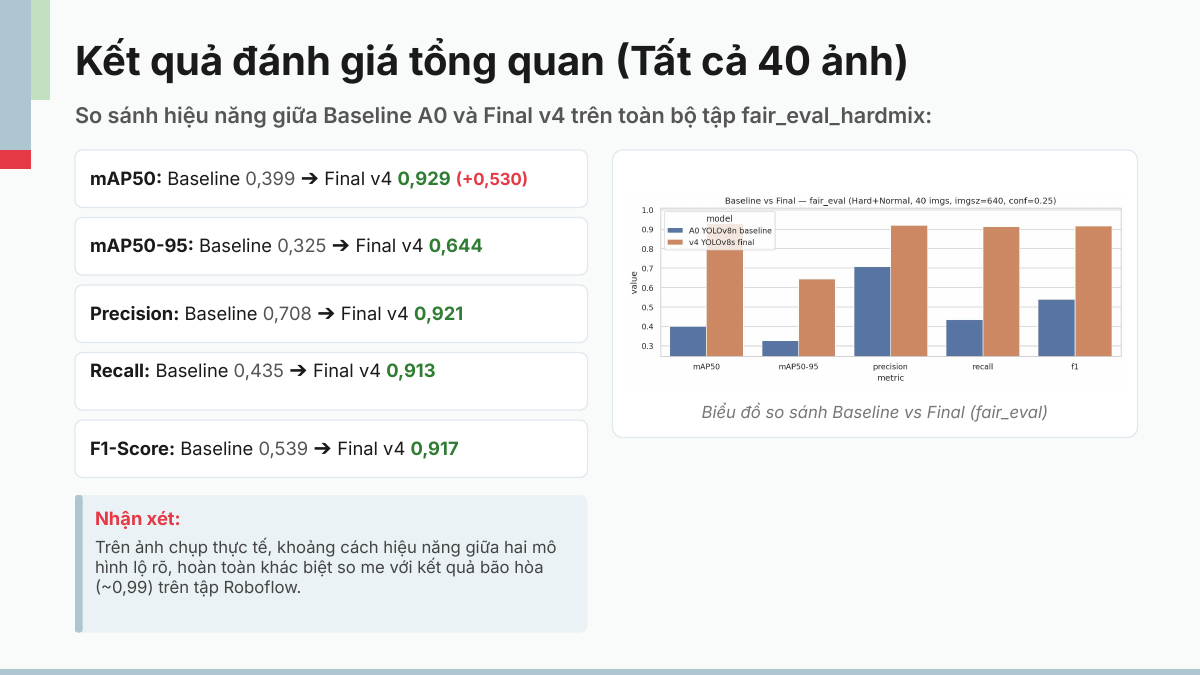 Kết quả đánh giá tổng quan (Tất cả 40 ảnh)
So sánh hiệu năng giữa Baseline A0 và Final v4 trên toàn bộ tập fair_eval_hardmix:
mAP50: Baseline 0,399 ➔ Final v4 0,929 (+0,530)
mAP50-95: Baseline 0,325 ➔ Final v4 0,644
Precision: Baseline 0,708 ➔ Final v4 0,921
Recall: Baseline 0,435 ➔ Final v4 0,913
F1-Score: Baseline 0,539 ➔ Final v4 0,917
Nhận xét:
Trên ảnh chụp thực tế, khoảng cách hiệu năng giữa hai mô
hình lộ rõ, hoàn toàn khác biệt so me với kết quả bão hòa
(~0,99) trên tập Roboflow.
Baseline vs Final — fair_eval (Hard+Normal, 40 imgs, imgsz=640, conf=0.25)
model
A0 YOLOv8n baseline
v4 YOLOv8s final
1.0
0.9
0.8
0.7
0.6
0.5
0.4
0.3
value
mAP50 mAP50-95 precision recall f1
metric
Biểu đồ so sánh Baseline vs Final (fair_eval)